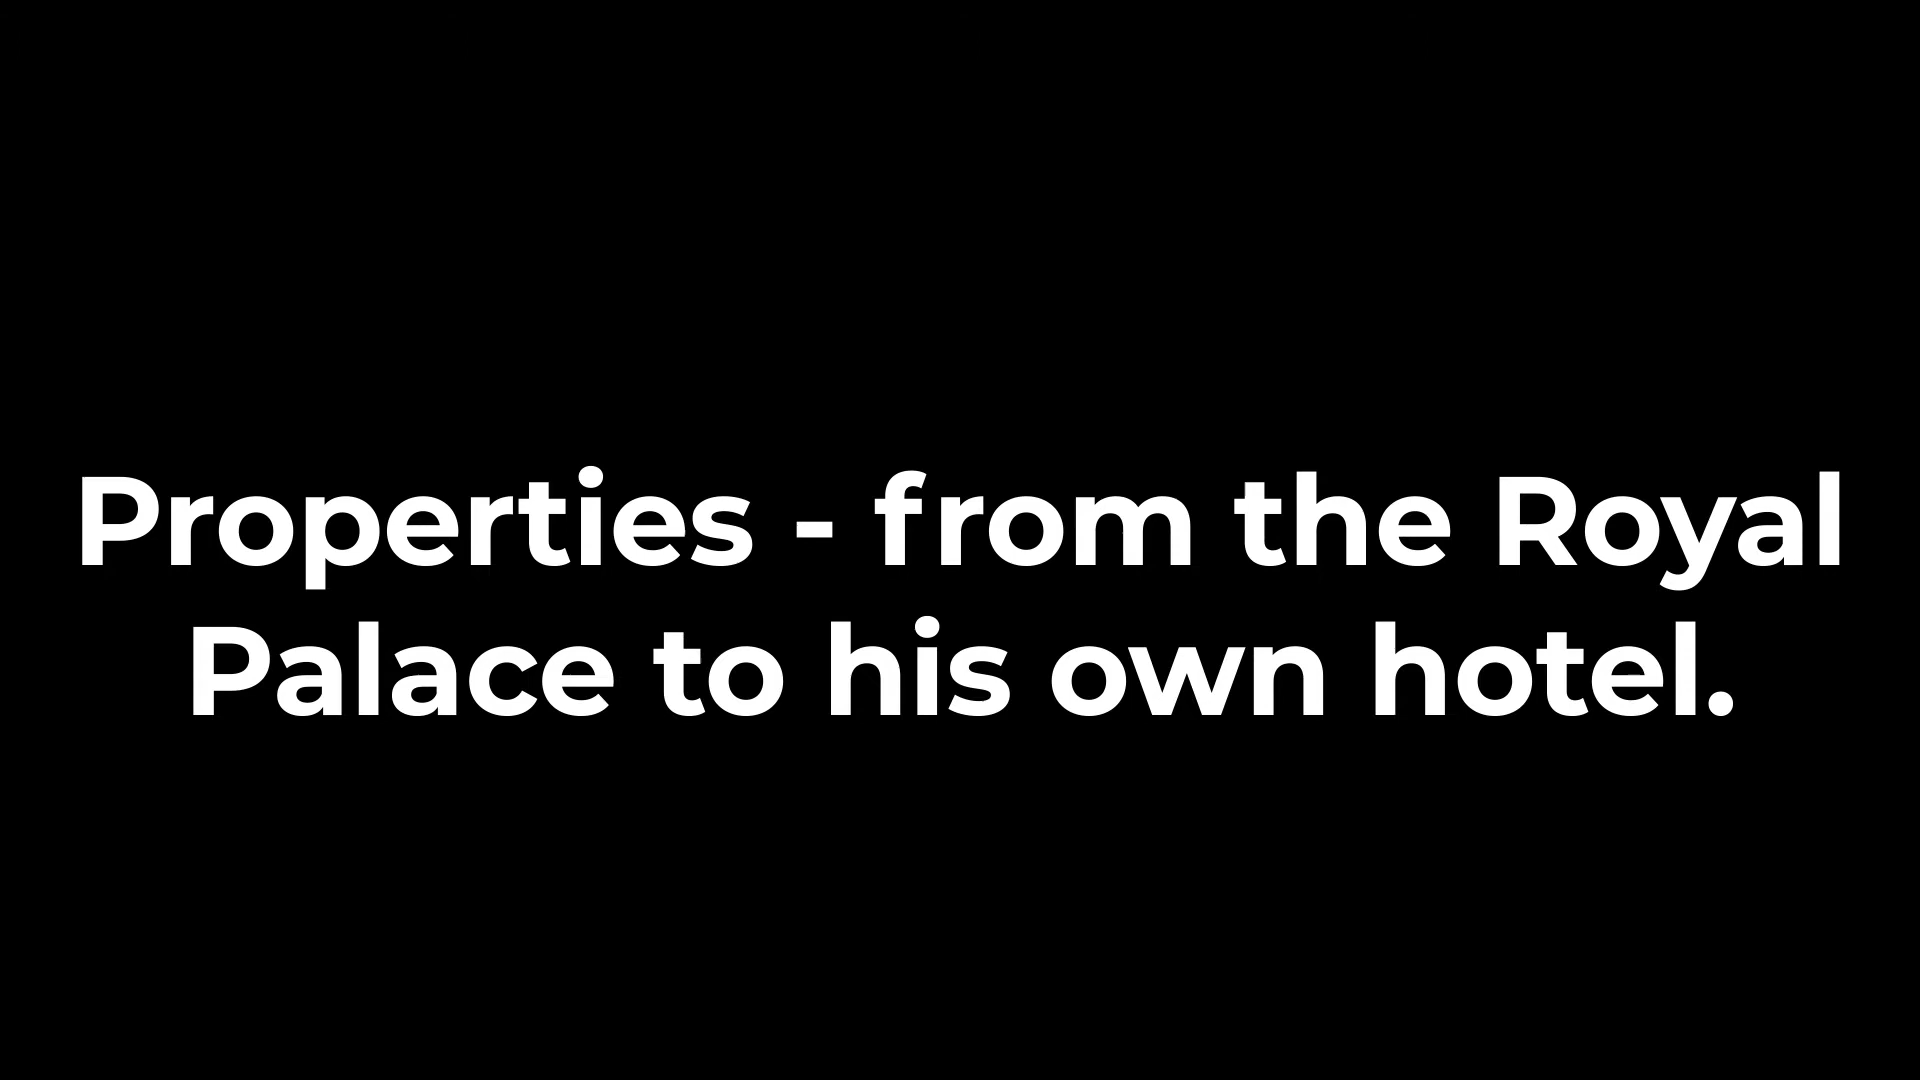 Properties - from the Royal
Palace to his own hotel.